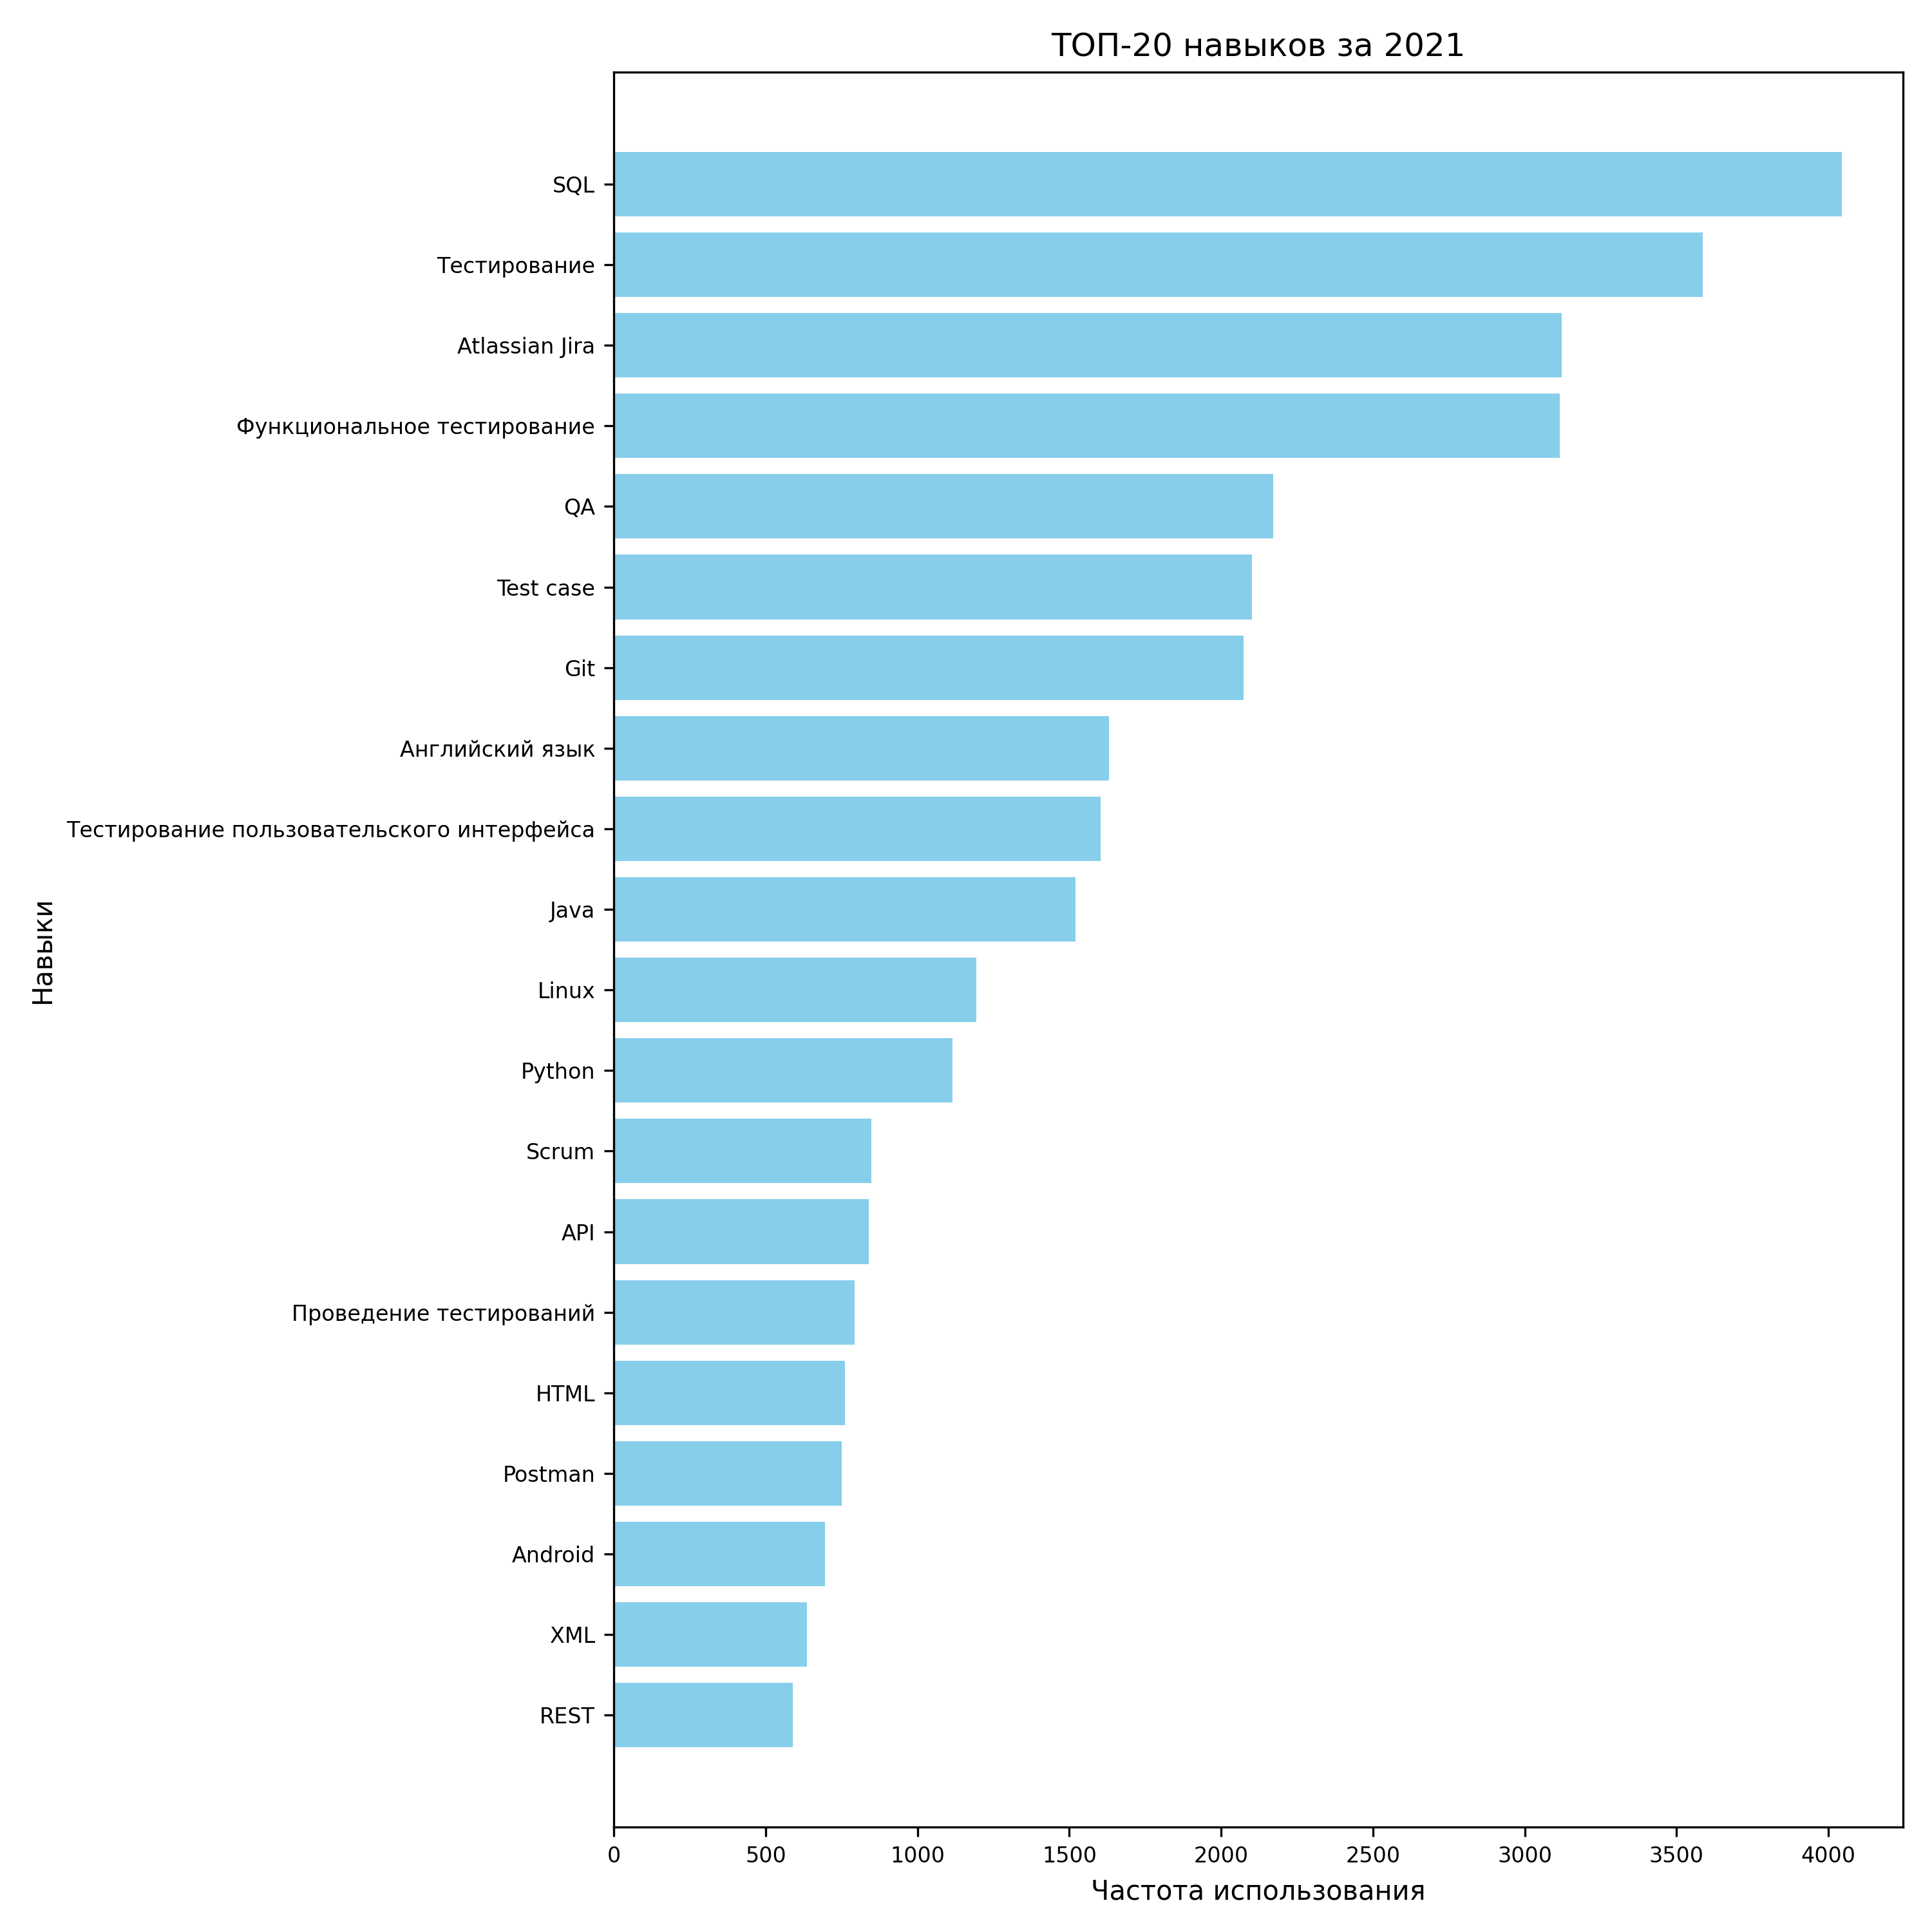 ТОП-20 навыков за 2021
SQL
Тестирование
Atlassian Jira
Функциональное тестирование
QA
Test case
Git
Английский язык
Тестирование пользовательского интерфейса
Java
Linux
Python
Scrum
API
Проведение тестирований
HTML
Postman
Android
XML
REST
Навыки
0 500 1000 1500 2000 2500 3000 3500 4000
Частота использования